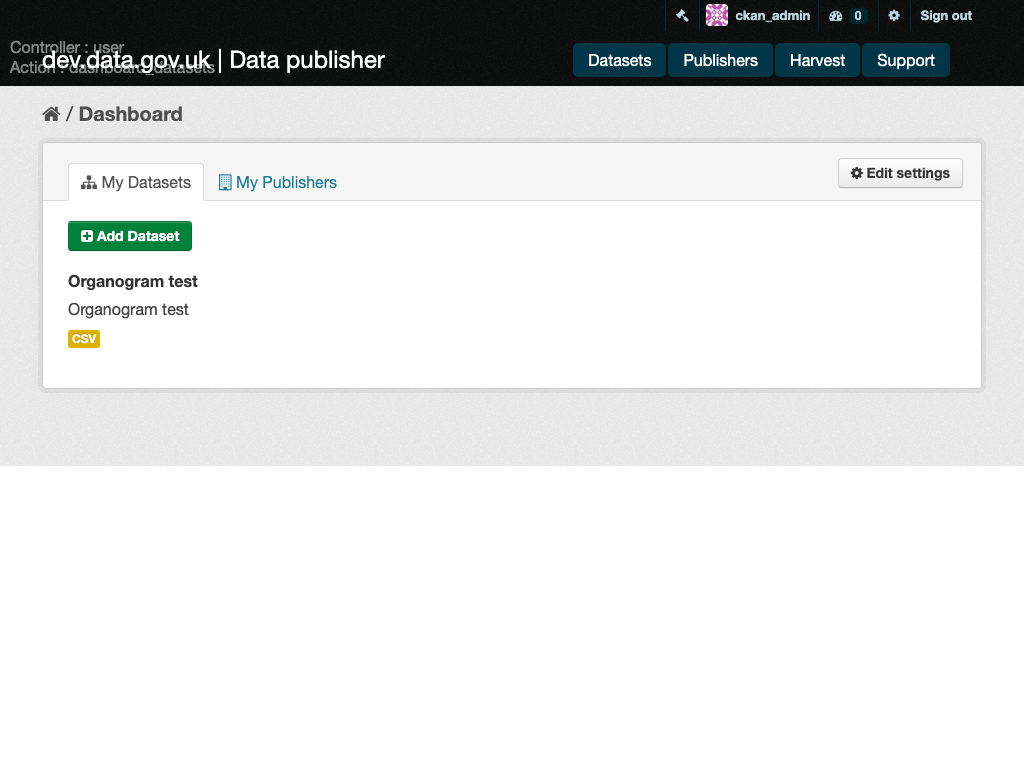 ckan_admin 0 Sign out
Controller : user
Action : dashboard_datasets
dev.data.gov.uk | Data publisher
Datasets Publishers Harvest Support
/ Dashboard
My Datasets My Publishers Edit settings
Add Dataset
Organogram test
Organogram test
CSV